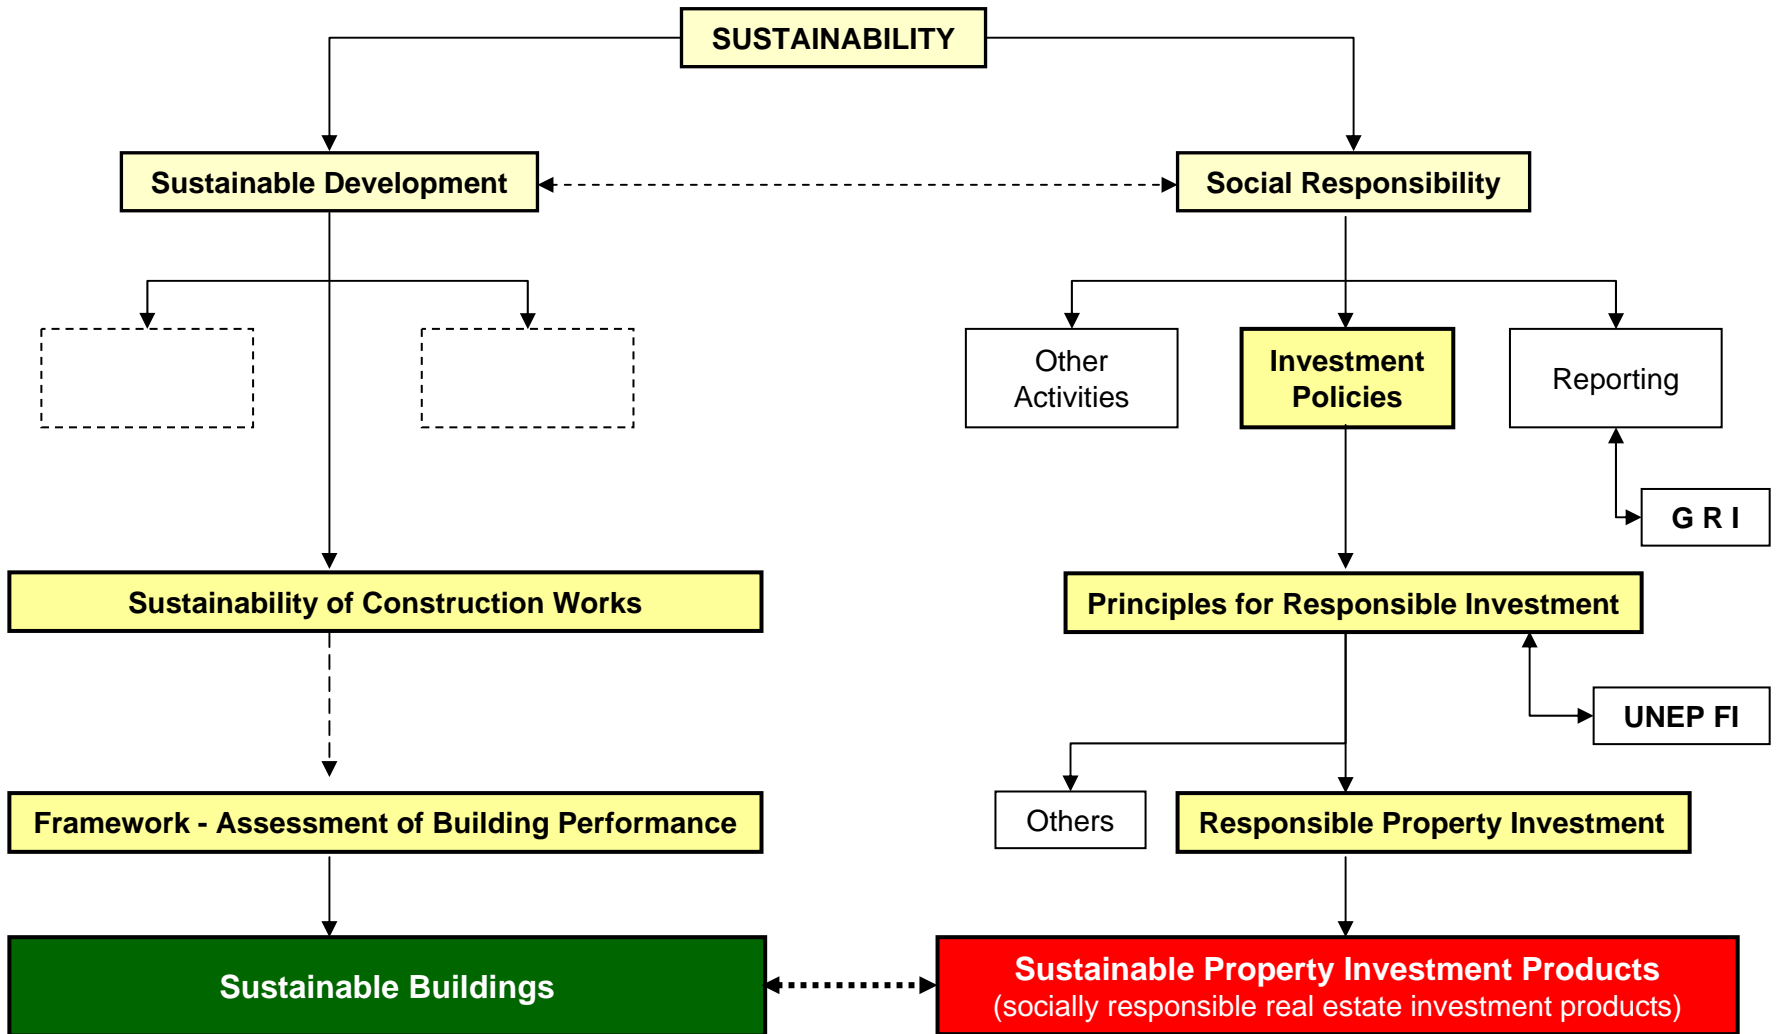 SUSTAINABILITY
Sustainable Development
Social Responsibility
Other
Activities
Investment
Policies
Reporting
G R I
Sustainability of Construction Works
Principles for Responsible Investment
UNEP FI
Framework - Assessment of Building Performance
Others
Responsible Property Investment
Sustainable Buildings
Sustainable Property Investment Products
(socially responsible real estate investment products)